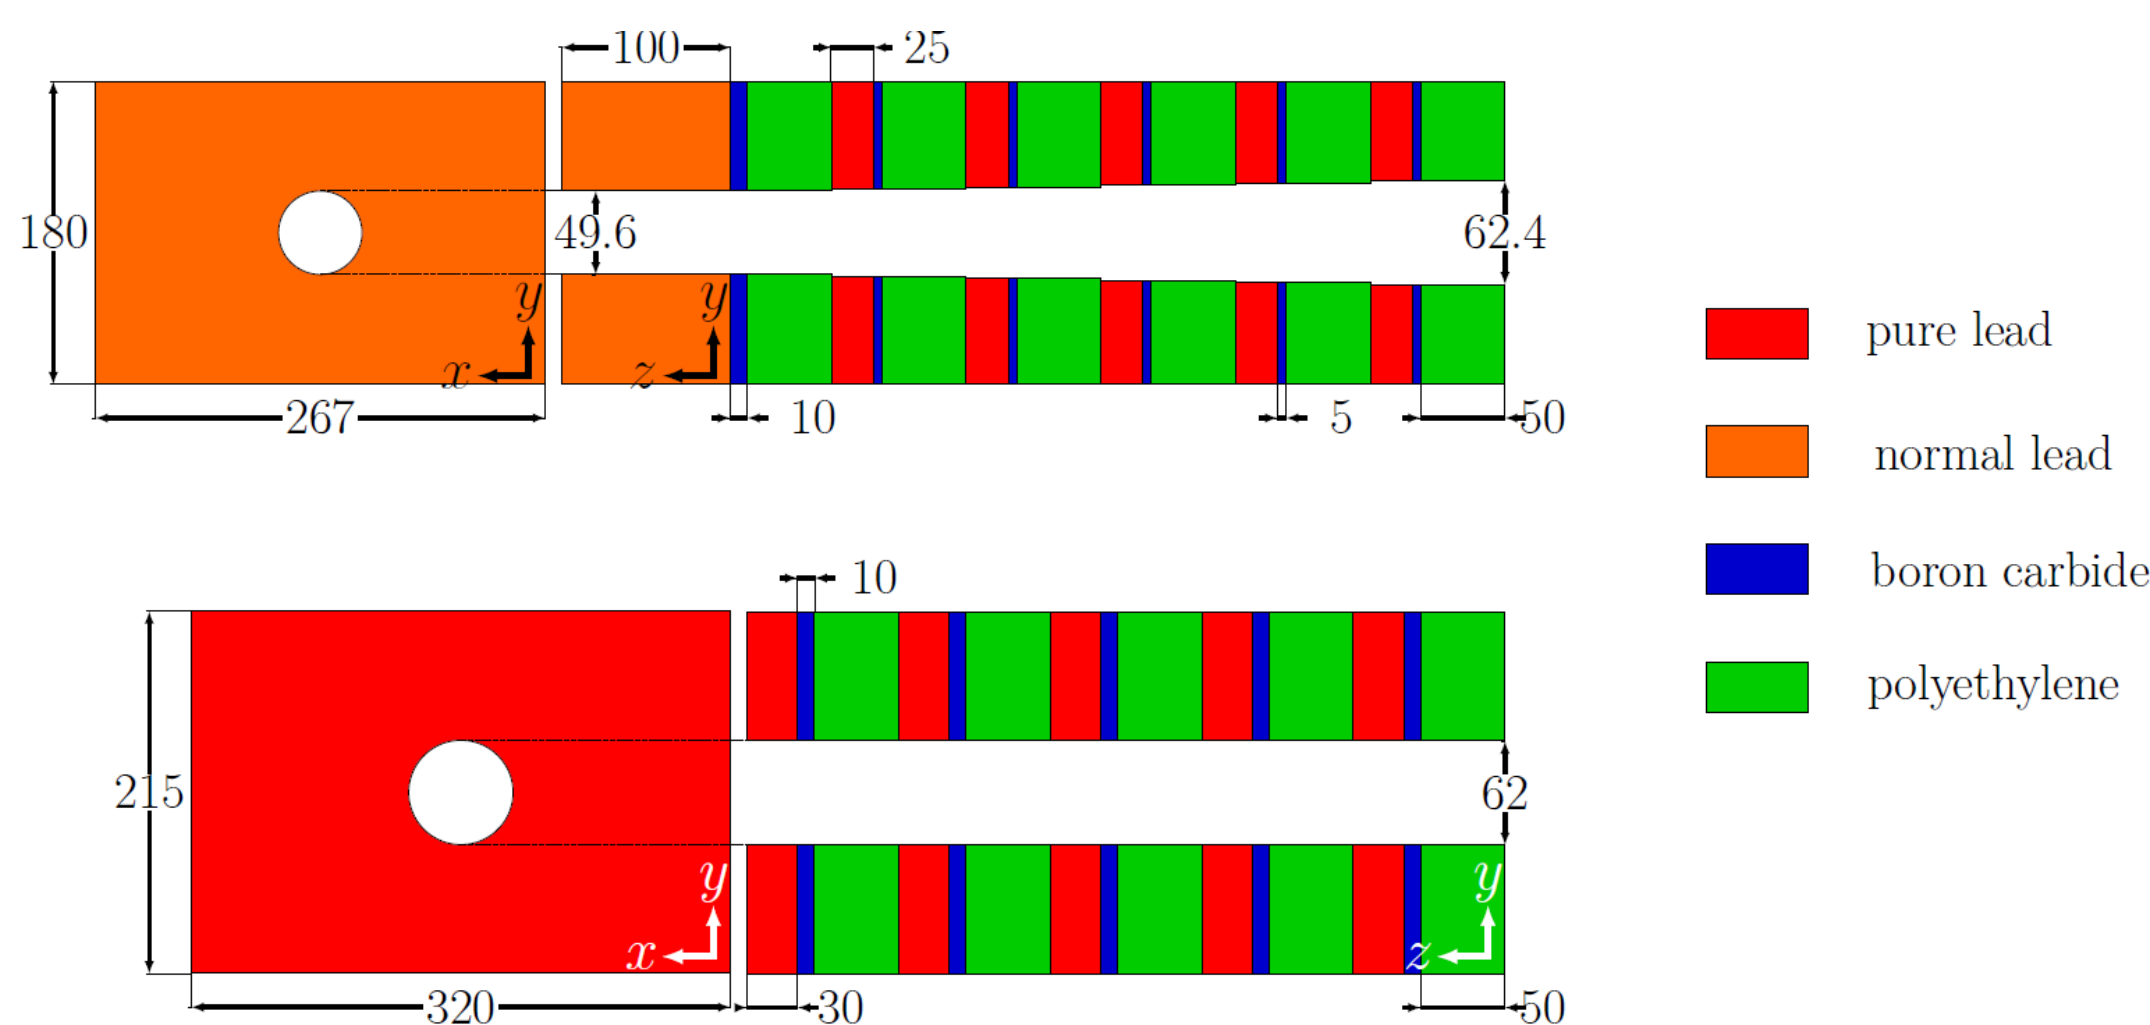 100
25
180
49.6
62.4
y
y
x
z
267
10
5
50
pure lead
normal lead
boron carbide
polyethylene
10
215
62
y
y
x
z
320
30
50